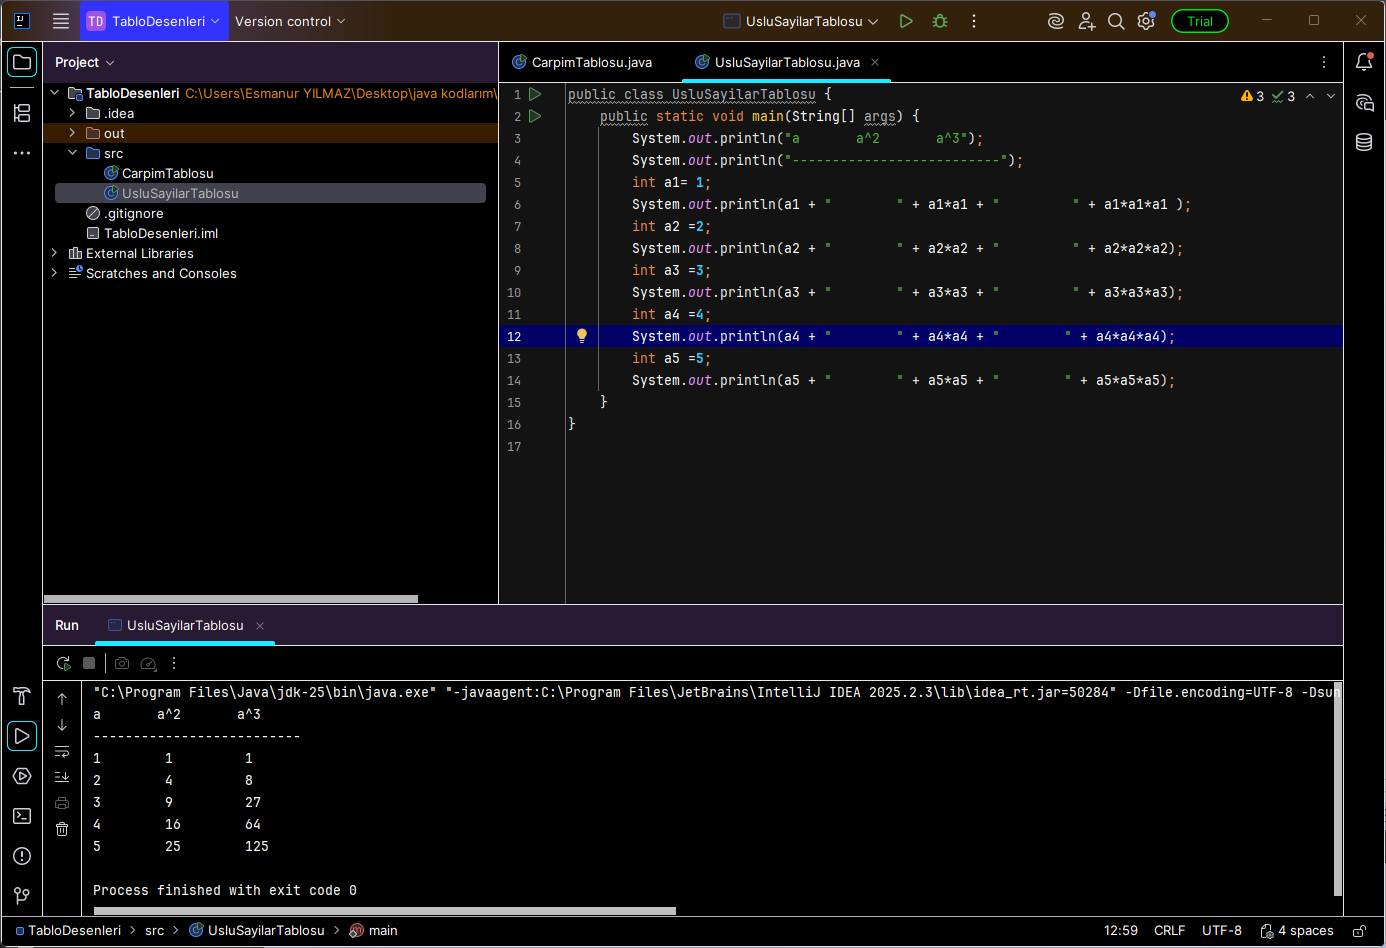 TD TabloDesenleri Version control UsluSayilarTablosu Trial
Project
CarpimTablosu.java UsluSayilarTablosu.java
TabloDesenleri C:\Users\Esmanur YILMAZ\Desktop\java kodlarım\
.idea
out
src
CarpimTablosu
UsluSayilarTablosu
.gitignore
TabloDesenleri.iml
External Libraries
Scratches and Consoles
3 3
1 public class UsluSayilarTablosu {
2     public static void main(String[] args) {
3         System.out.println("a       a^2       a^3");
4         System.out.println("--------------------------");
5         int a1= 1;
6         System.out.println(a1 + "        " + a1*a1 + "         " + a1*a1*a1 );
7         int a2 =2;
8         System.out.println(a2 + "        " + a2*a2 + "         " + a2*a2*a2);
9         int a3 =3;
10         System.out.println(a3 + "        " + a3*a3 + "         " + a3*a3*a3);
11         int a4 =4;
12         System.out.println(a4 + "        " + a4*a4 + "        " + a4*a4*a4);
13         int a5 =5;
14         System.out.println(a5 + "        " + a5*a5 + "        " + a5*a5*a5);
15     }
16 }
17
Run UsluSayilarTablosu
"C:\Program Files\Java\jdk-25\bin\java.exe" "-javaagent:C:\Program Files\JetBrains\IntelliJ IDEA 2025.2.3\lib\idea_rt.jar=50284" -Dfile.encoding=UTF-8 -Dsun
a       a^2       a^3
--------------------------
1        1         1
2        4         8
3        9         27
4        16        64
5        25        125
Process finished with exit code 0
TabloDesenleri > src > UsluSayilarTablosu > main 12:59 CRLF UTF-8 4 spaces